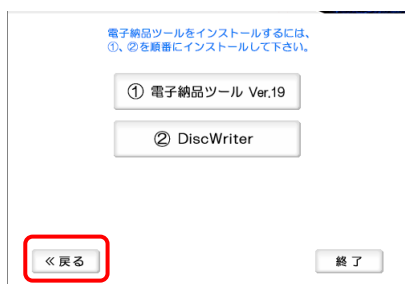 電子納品ツールをインストールするには、
①、②を順番にインストールして下さい。
① 電子納品ツール Ver.19
② DiscWriter
≪戻る
終了